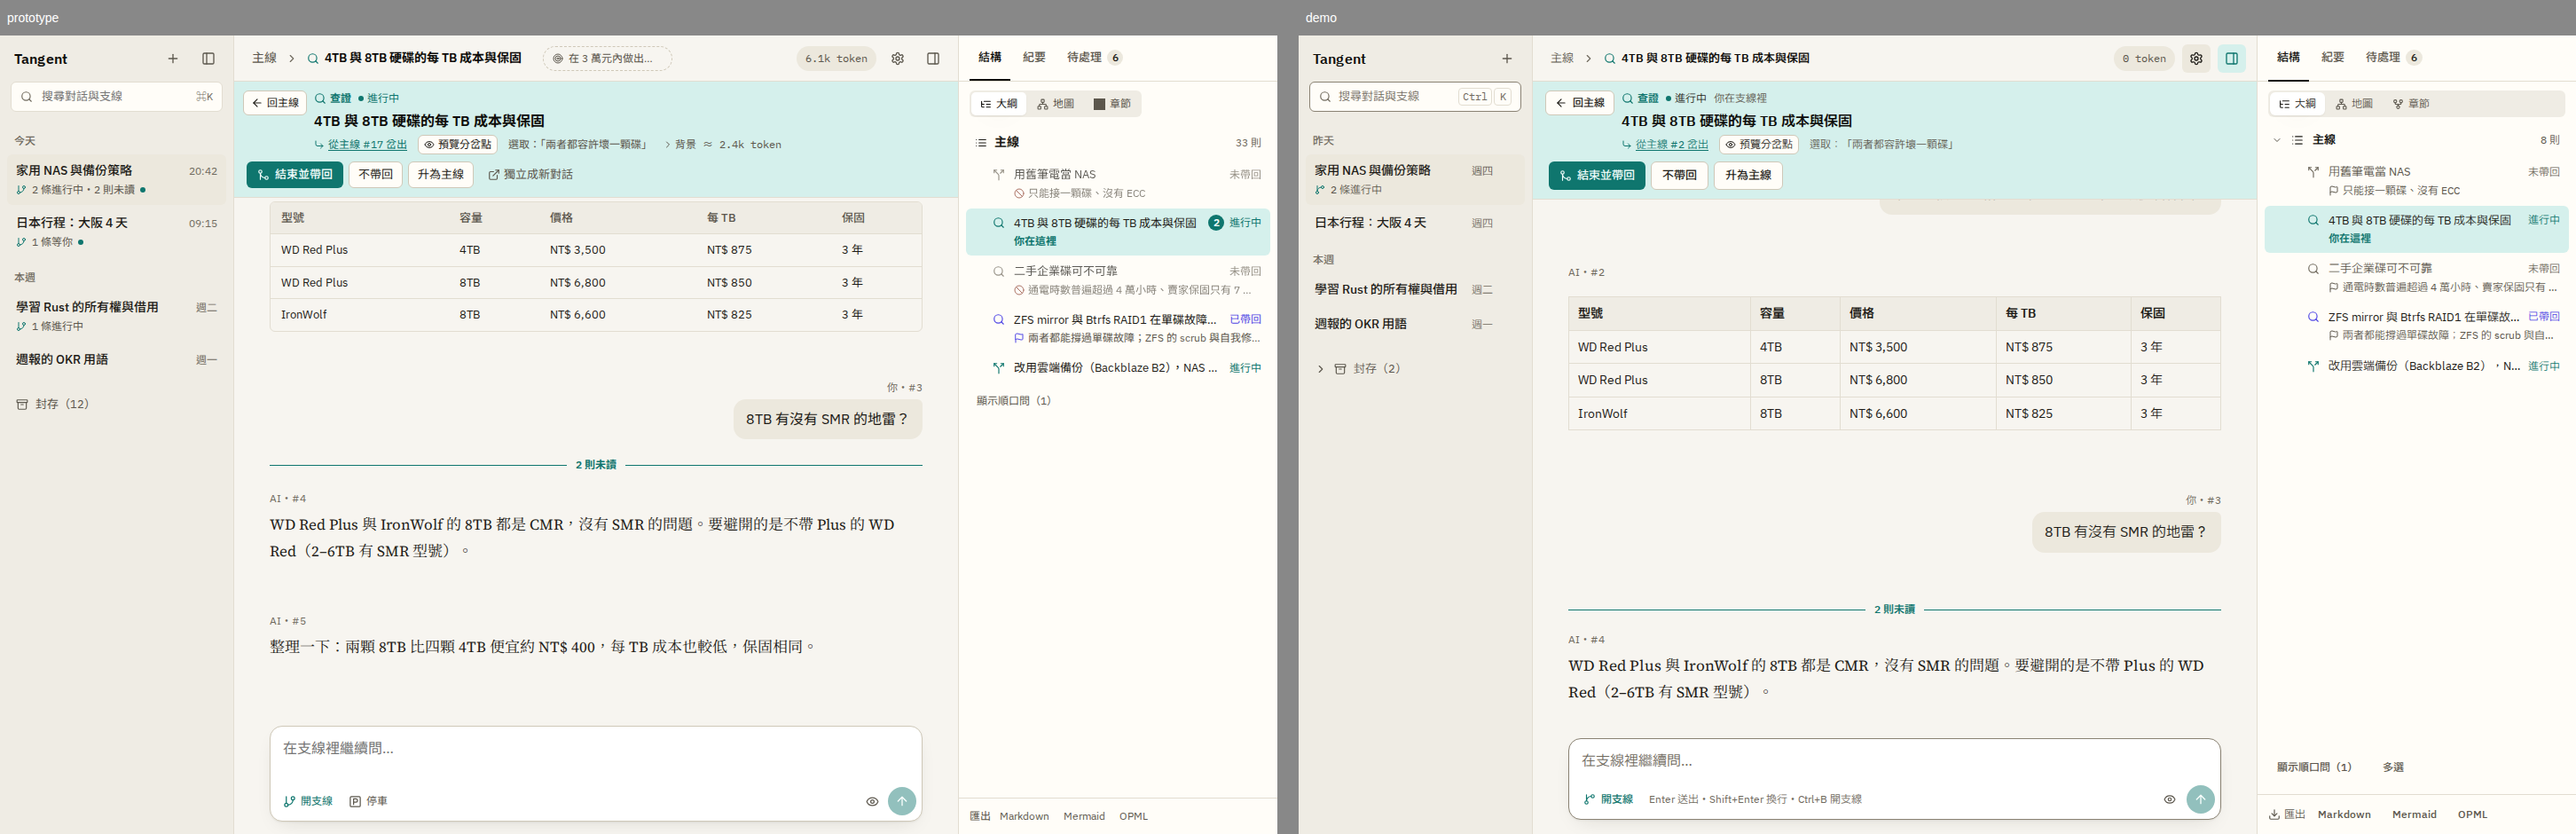 prototype
Tangent
搜尋對話與支線 ⌘K
今天
家用 NAS 與備份策略 20:42
2 條進行中・2 則未讀
日本行程：大阪 4 天 09:15
1 條等你
本週
學習 Rust 的所有權與借用 週二
1 條進行中
週報的 OKR 用語 週一
封存（12）
主線 > 4TB 與 8TB 硬碟的每 TB 成本與保固 在 3 萬元內做出… 6.1k token
回主線 查證 進行中
4TB 與 8TB 硬碟的每 TB 成本與保固
從主線 #17 岔出 預覽分岔點 選取：「兩者都容許壞一顆」 > 背景 ≈ 2.4k token
結束並帶回 不帶回 升為主線 獨立成新對話
型號 容量 價格 每 TB 保固
WD Red Plus 4TB NT$ 3,500 NT$ 875 3 年
WD Red Plus 8TB NT$ 6,800 NT$ 850 3 年
IronWolf 8TB NT$ 6,600 NT$ 825 3 年
你・#3
8TB 有沒有 SMR 的地雷？
2 則未讀
AI・#4
WD Red Plus 與 IronWolf 的 8TB 都是 CMR，沒有 SMR 的問題。要避開的是不帶 Plus 的 WD
Red（2–6TB 有 SMR 型號）。
AI・#5
整理一下：兩顆 8TB 比四顆 4TB 便宜約 NT$ 400，每 TB 成本也較低，保固相同。
在支線裡繼續問…
開支線 停車
結構 紀要 待處理 6
大綱 地圖 章節
主線 33 則
用舊筆電當 NAS 未帶回
只能接一顆碟、沒有 ECC
4TB 與 8TB 硬碟的每 TB 成本與保固 2 進行中
你在這裡
二手企業碟可不可靠 未帶回
通電時數普遍超過 4 萬小時、賣家保固只有 7 …
ZFS mirror 與 Btrfs RAID1 在單碟故障… 已帶回
兩者都能撐過單碟故障；ZFS 的 scrub 與自我修…
改用雲端備份（Backblaze B2），NAS … 進行中
顯示順口問（1）
匯出 Markdown Mermaid OPML
demo
Tangent
搜尋對話與支線 Ctrl K
昨天
家用 NAS 與備份策略 週四
2 條進行中
日本行程：大阪 4 天 週四
本週
學習 Rust 的所有權與借用 週二
週報的 OKR 用語 週一
封存（2）
主線 > 4TB 與 8TB 硬碟的每 TB 成本與保固 0 token
回主線 查證 進行中 你在支線裡
4TB 與 8TB 硬碟的每 TB 成本與保固
從主線 #2 岔出 預覽分岔點 選取：「兩者都容許壞一顆」
結束並帶回 不帶回 升為主線
AI・#2
型號 容量 價格 每 TB 保固
WD Red Plus 4TB NT$ 3,500 NT$ 875 3 年
WD Red Plus 8TB NT$ 6,800 NT$ 850 3 年
IronWolf 8TB NT$ 6,600 NT$ 825 3 年
你・#3
8TB 有沒有 SMR 的地雷？
2 則未讀
AI・#4
WD Red Plus 與 IronWolf 的 8TB 都是 CMR，沒有 SMR 的問題。要避開的是不帶 Plus 的 WD
Red（2–6TB 有 SMR 型號）。
在支線裡繼續問…
開支線 Enter 送出・Shift+Enter 換行・Ctrl+B 開支線
結構 紀要 待處理 6
大綱 地圖 章節
主線 8 則
用舊筆電當 NAS 未帶回
只能接一顆碟、沒有 ECC
4TB 與 8TB 硬碟的每 TB 成本與保固 進行中
你在這裡
二手企業碟可不可靠 未帶回
通電時數普遍超過 4 萬小時、賣家保固只有 …
ZFS mirror 與 Btrfs RAID1 在單碟故… 已帶回
兩者都能撐過單碟故障；ZFS 的 scrub 與自…
改用雲端備份（Backblaze B2），N… 進行中
顯示順口問（1） 多選
匯出 Markdown Mermaid OPML